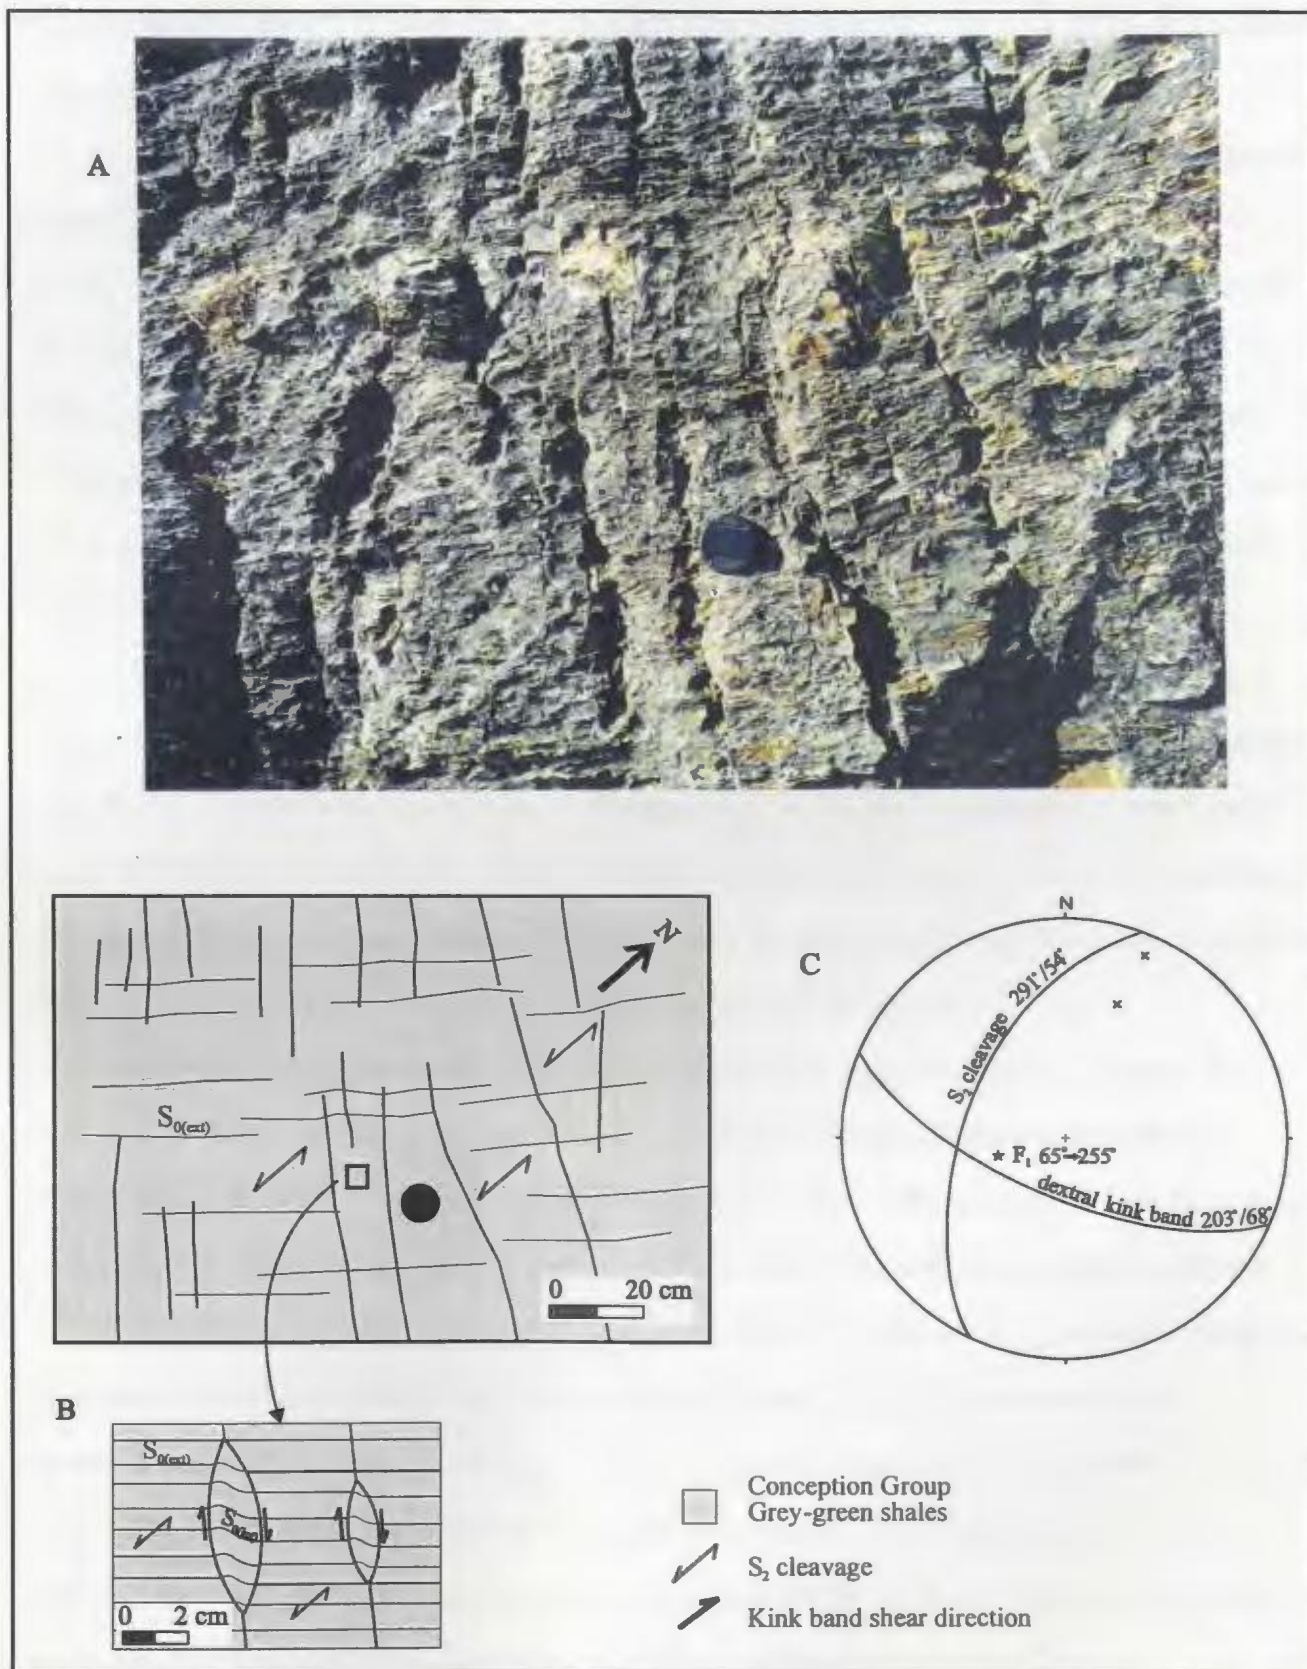 A
N
S0(ext)
0 20 cm
B
S0(ext)
0 2 cm
C
N
S2 cleavage 291°/54°
F1 65°→255°
dextral kink band 203°/68°
Conception Group
Grey-green shales
S2 cleavage
Kink band shear direction